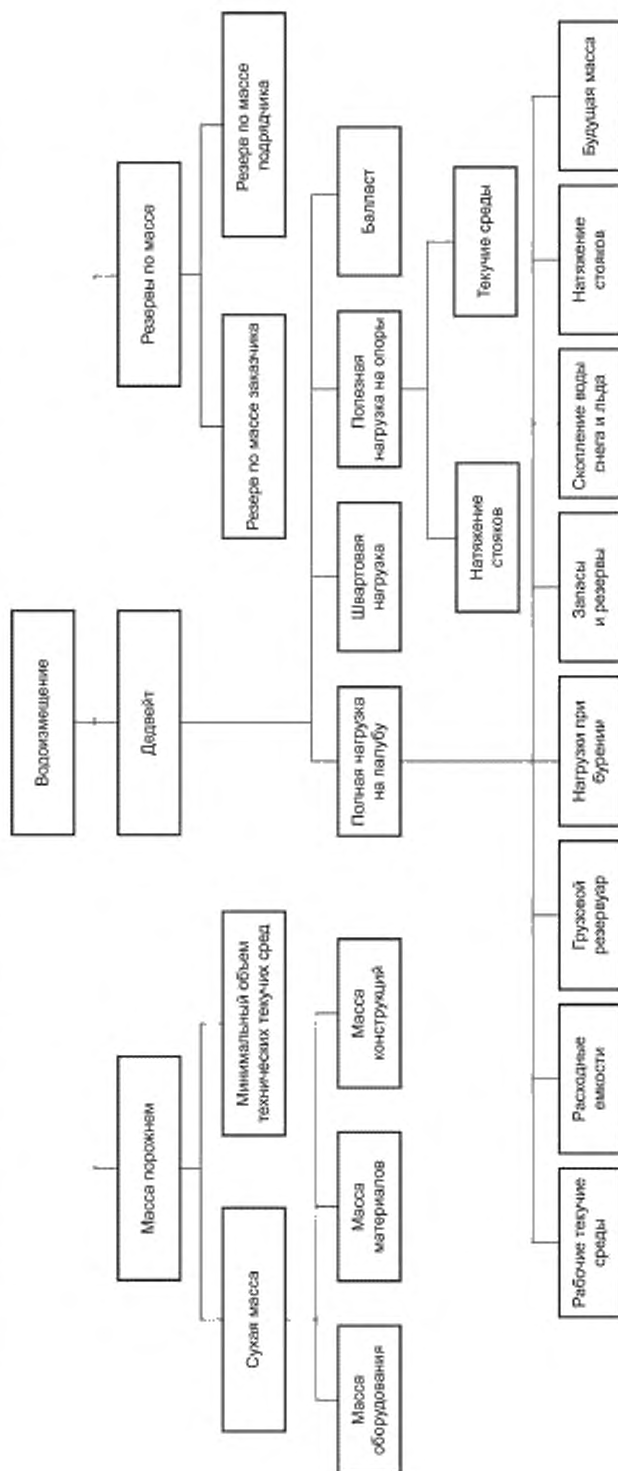 Водоизмещение
Масса порожнем
Дедвейт
Резервы по массе
Сухая масса
Минимальный объем
технических текучих сред
Резерв по массе заказчика
Резерв по массе
подрядчика
Масса
оборудования
Масса
материалов
Масса
конструкций
Полная нагрузка
на палубу
Швартовая
нагрузка
Полезная
нагрузка на опоры
Балласт
Натяжение
стояков
Текучие среды
Рабочие текучие
среды
Расходные
емкости
Грузовой
резервуар
Нагрузки при
бурении
Запасы
и резервы
Скопление воды
снега и льда
Натяжение
стояков
Будущая масса